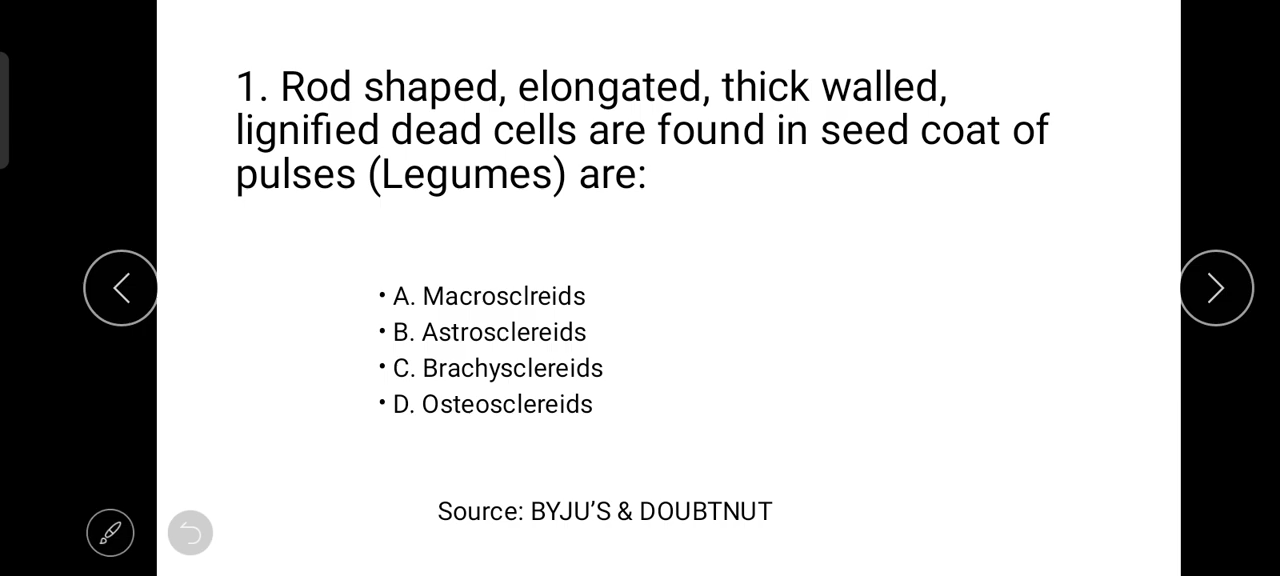 1. Rod shaped, elongated, thick walled,
lignified dead cells are found in seed coat of
pulses (Legumes) are:
• A. Macrosclreids
• B. Astrosclereids
• C. Brachysclereids
• D. Osteosclereids
Source: BYJU’S & DOUBTNUT